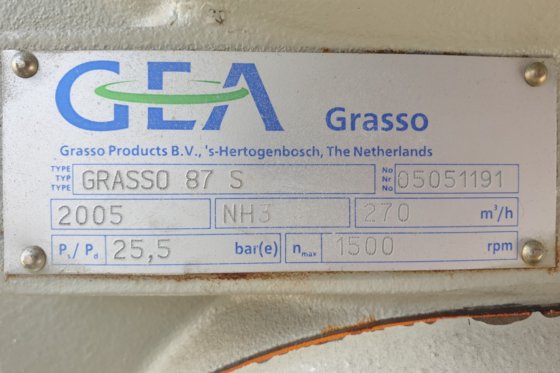 GEA Grasso
Grasso Products B.V., 's-Hertogenbosch, The Netherlands
TYPE
TYP
TYPE
GRASSO 87 S
No
Nr
No
05051191
2005 NH3 270 m³/h
Ps/ Pd 25,5 bar(e) nmax 1500 rpm